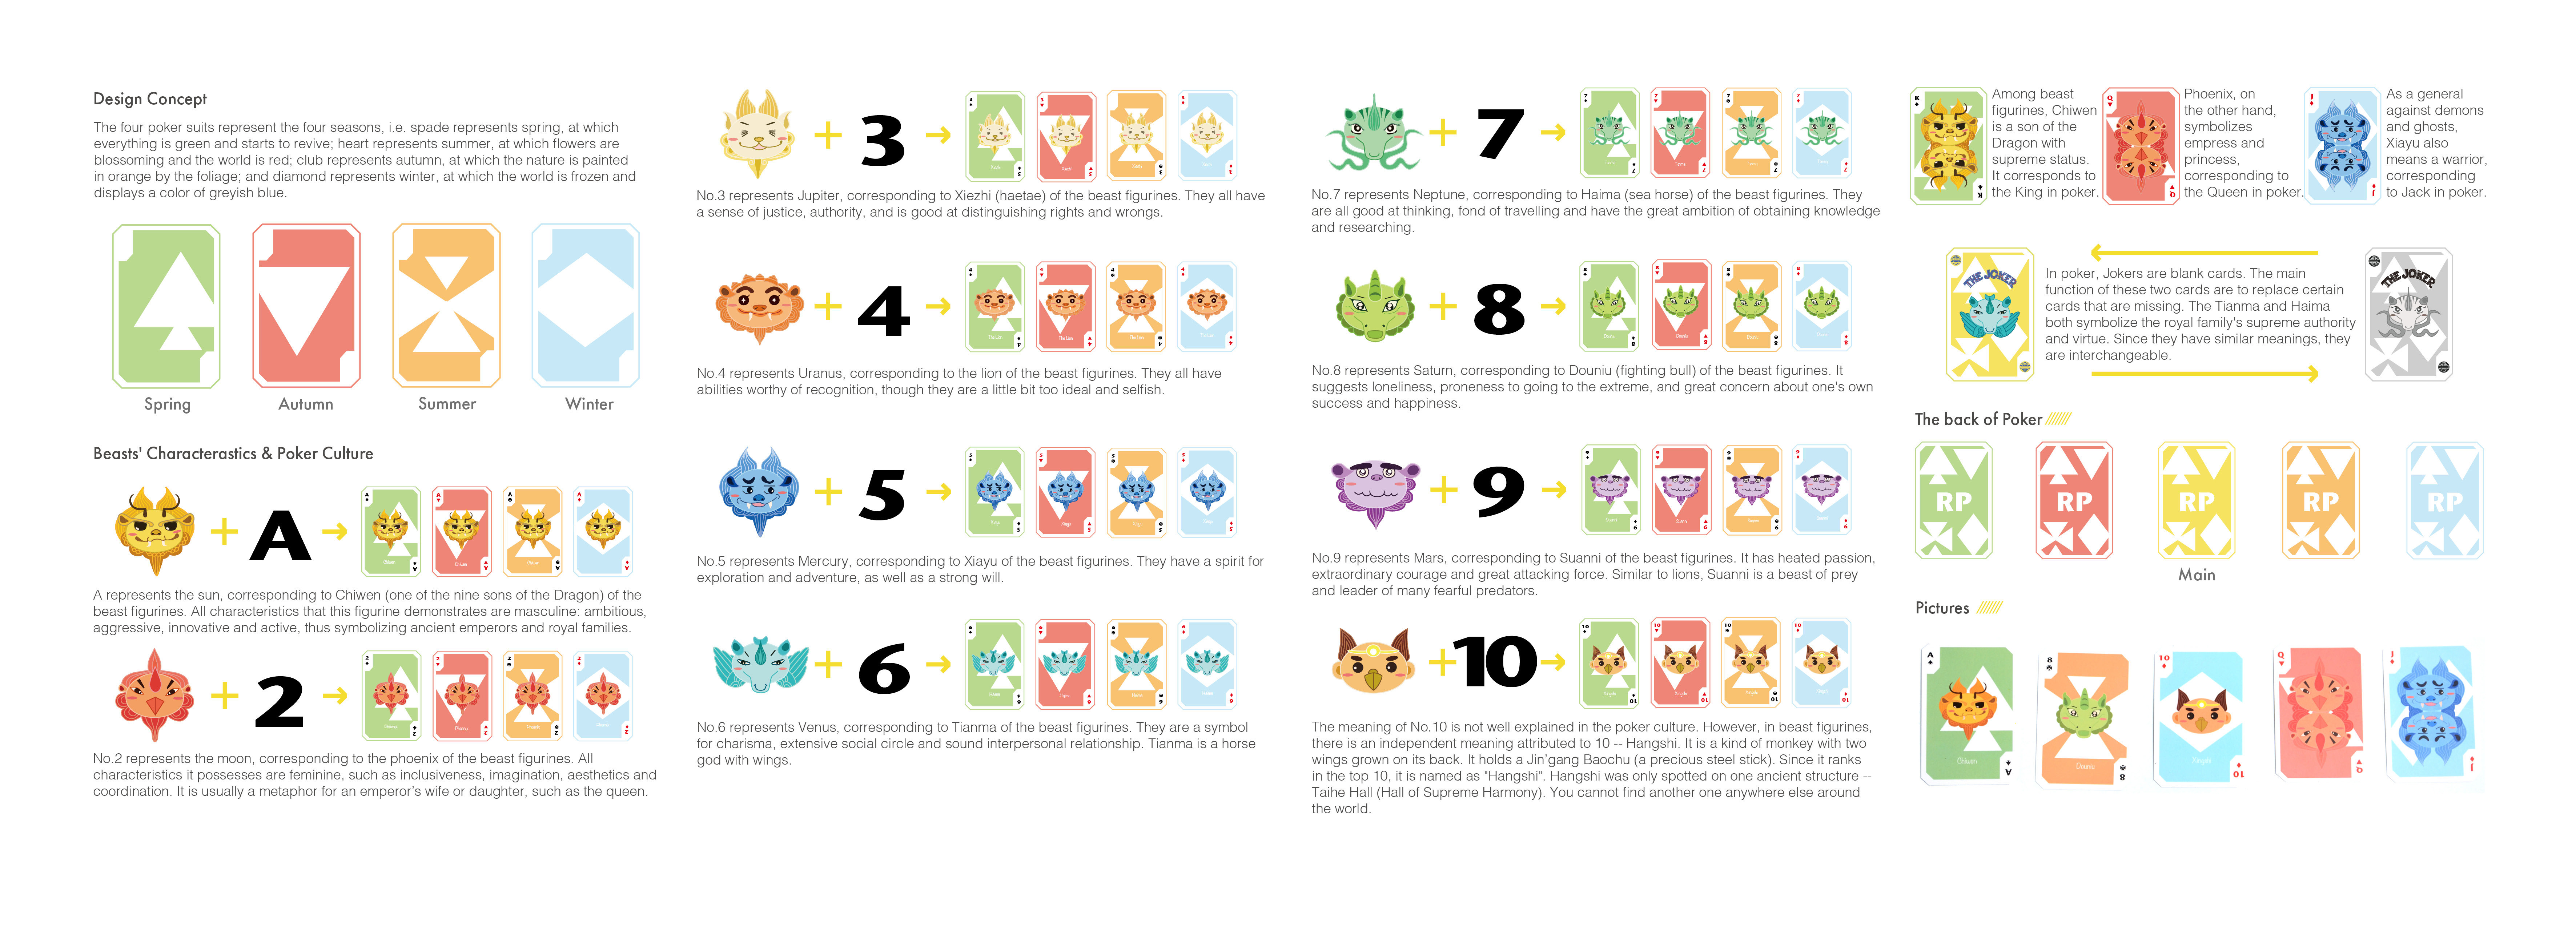 Design Concept
The four poker suits represent the four seasons, i.e. spade represents spring, at which
everything is green and starts to revive; heart represents summer, at which flowers are
blossoming and the world is red; club represents autumn, at which the nature is painted
in orange by the foliage; and diamond represents winter, at which the world is frozen and
displays a color of greyish blue.
Spring
Autumn
Summer
Winter
Beasts' Characterastics & Poker Culture
+ A →
A represents the sun, corresponding to Chiwen (one of the nine sons of the Dragon) of the
beast figurines. All characteristics that this figurine demonstrates are masculine: ambitious,
aggressive, innovative and active, thus symbolizing ancient emperors and royal families.
+ 2 →
No.2 represents the moon, corresponding to the phoenix of the beast figurines. All
characteristics it possesses are feminine, such as inclusiveness, imagination, aesthetics and
coordination. It is usually a metaphor for an emperor's wife or daughter, such as the queen.
+ 3 →
No.3 represents Jupiter, corresponding to Xiezhi (haetae) of the beast figurines. They all have
a sense of justice, authority, and is good at distinguishing rights and wrongs.
+ 4 →
The Lion
The Lion
The Lion
The Lion
No.4 represents Uranus, corresponding to the lion of the beast figurines. They all have
abilities worthy of recognition, though they are a little bit too ideal and selfish.
+ 5 →
No.5 represents Mercury, corresponding to Xiayu of the beast figurines. They have a spirit for
exploration and adventure, as well as a strong will.
+ 6 →
No.6 represents Venus, corresponding to Tianma of the beast figurines. They are a symbol
for charisma, extensive social circle and sound interpersonal relationship. Tianma is a horse
god with wings.
+ 7 →
No.7 represents Neptune, corresponding to Haima (sea horse) of the beast figurines. They
are all good at thinking, fond of travelling and have the great ambition of obtaining knowledge
and researching.
+ 8 →
No.8 represents Saturn, corresponding to Douniu (fighting bull) of the beast figurines. It
suggests loneliness, proneness to going to the extreme, and great concern about one's own
success and happiness.
+ 9 →
No.9 represents Mars, corresponding to Suanni of the beast figurines. It has heated passion,
extraordinary courage and great attacking force. Similar to lions, Suanni is a beast of prey
and leader of many fearful predators.
+ 10 →
The meaning of No.10 is not well explained in the poker culture. However, in beast figurines,
there is an independent meaning attributed to 10 -- Hangshi. It is a kind of monkey with two
wings grown on its back. It holds a Jin'gang Baochu (a precious steel stick). Since it ranks
in the top 10, it is named as "Hangshi". Hangshi was only spotted on one ancient structure --
Taihe Hall (Hall of Supreme Harmony). You cannot find another one anywhere else around
the world.
K
Among beast
figurines, Chiwen
is a son of the
Dragon with
supreme status.
It corresponds to
the King in poker.
Q
Phoenix, on
the other hand,
symbolizes
empress and
princess,
corresponding to
the Queen in poker.
J
As a general
against demons
and ghosts,
Xiayu also
means a warrior,
corresponding
to Jack in poker.
THE JOKER
In poker, Jokers are blank cards. The main
function of these two cards are to replace certain
cards that are missing. The Tianma and Haima
both symbolize the royal family's supreme authority
and virtue. Since they have similar meanings, they
are interchangeable.
THE JOKER
The back of Poker
RP
RP
RP
RP
RP
Main
Pictures
A
Chiwen
A
8
Douniu
8
10
10
Q
Q
J
J